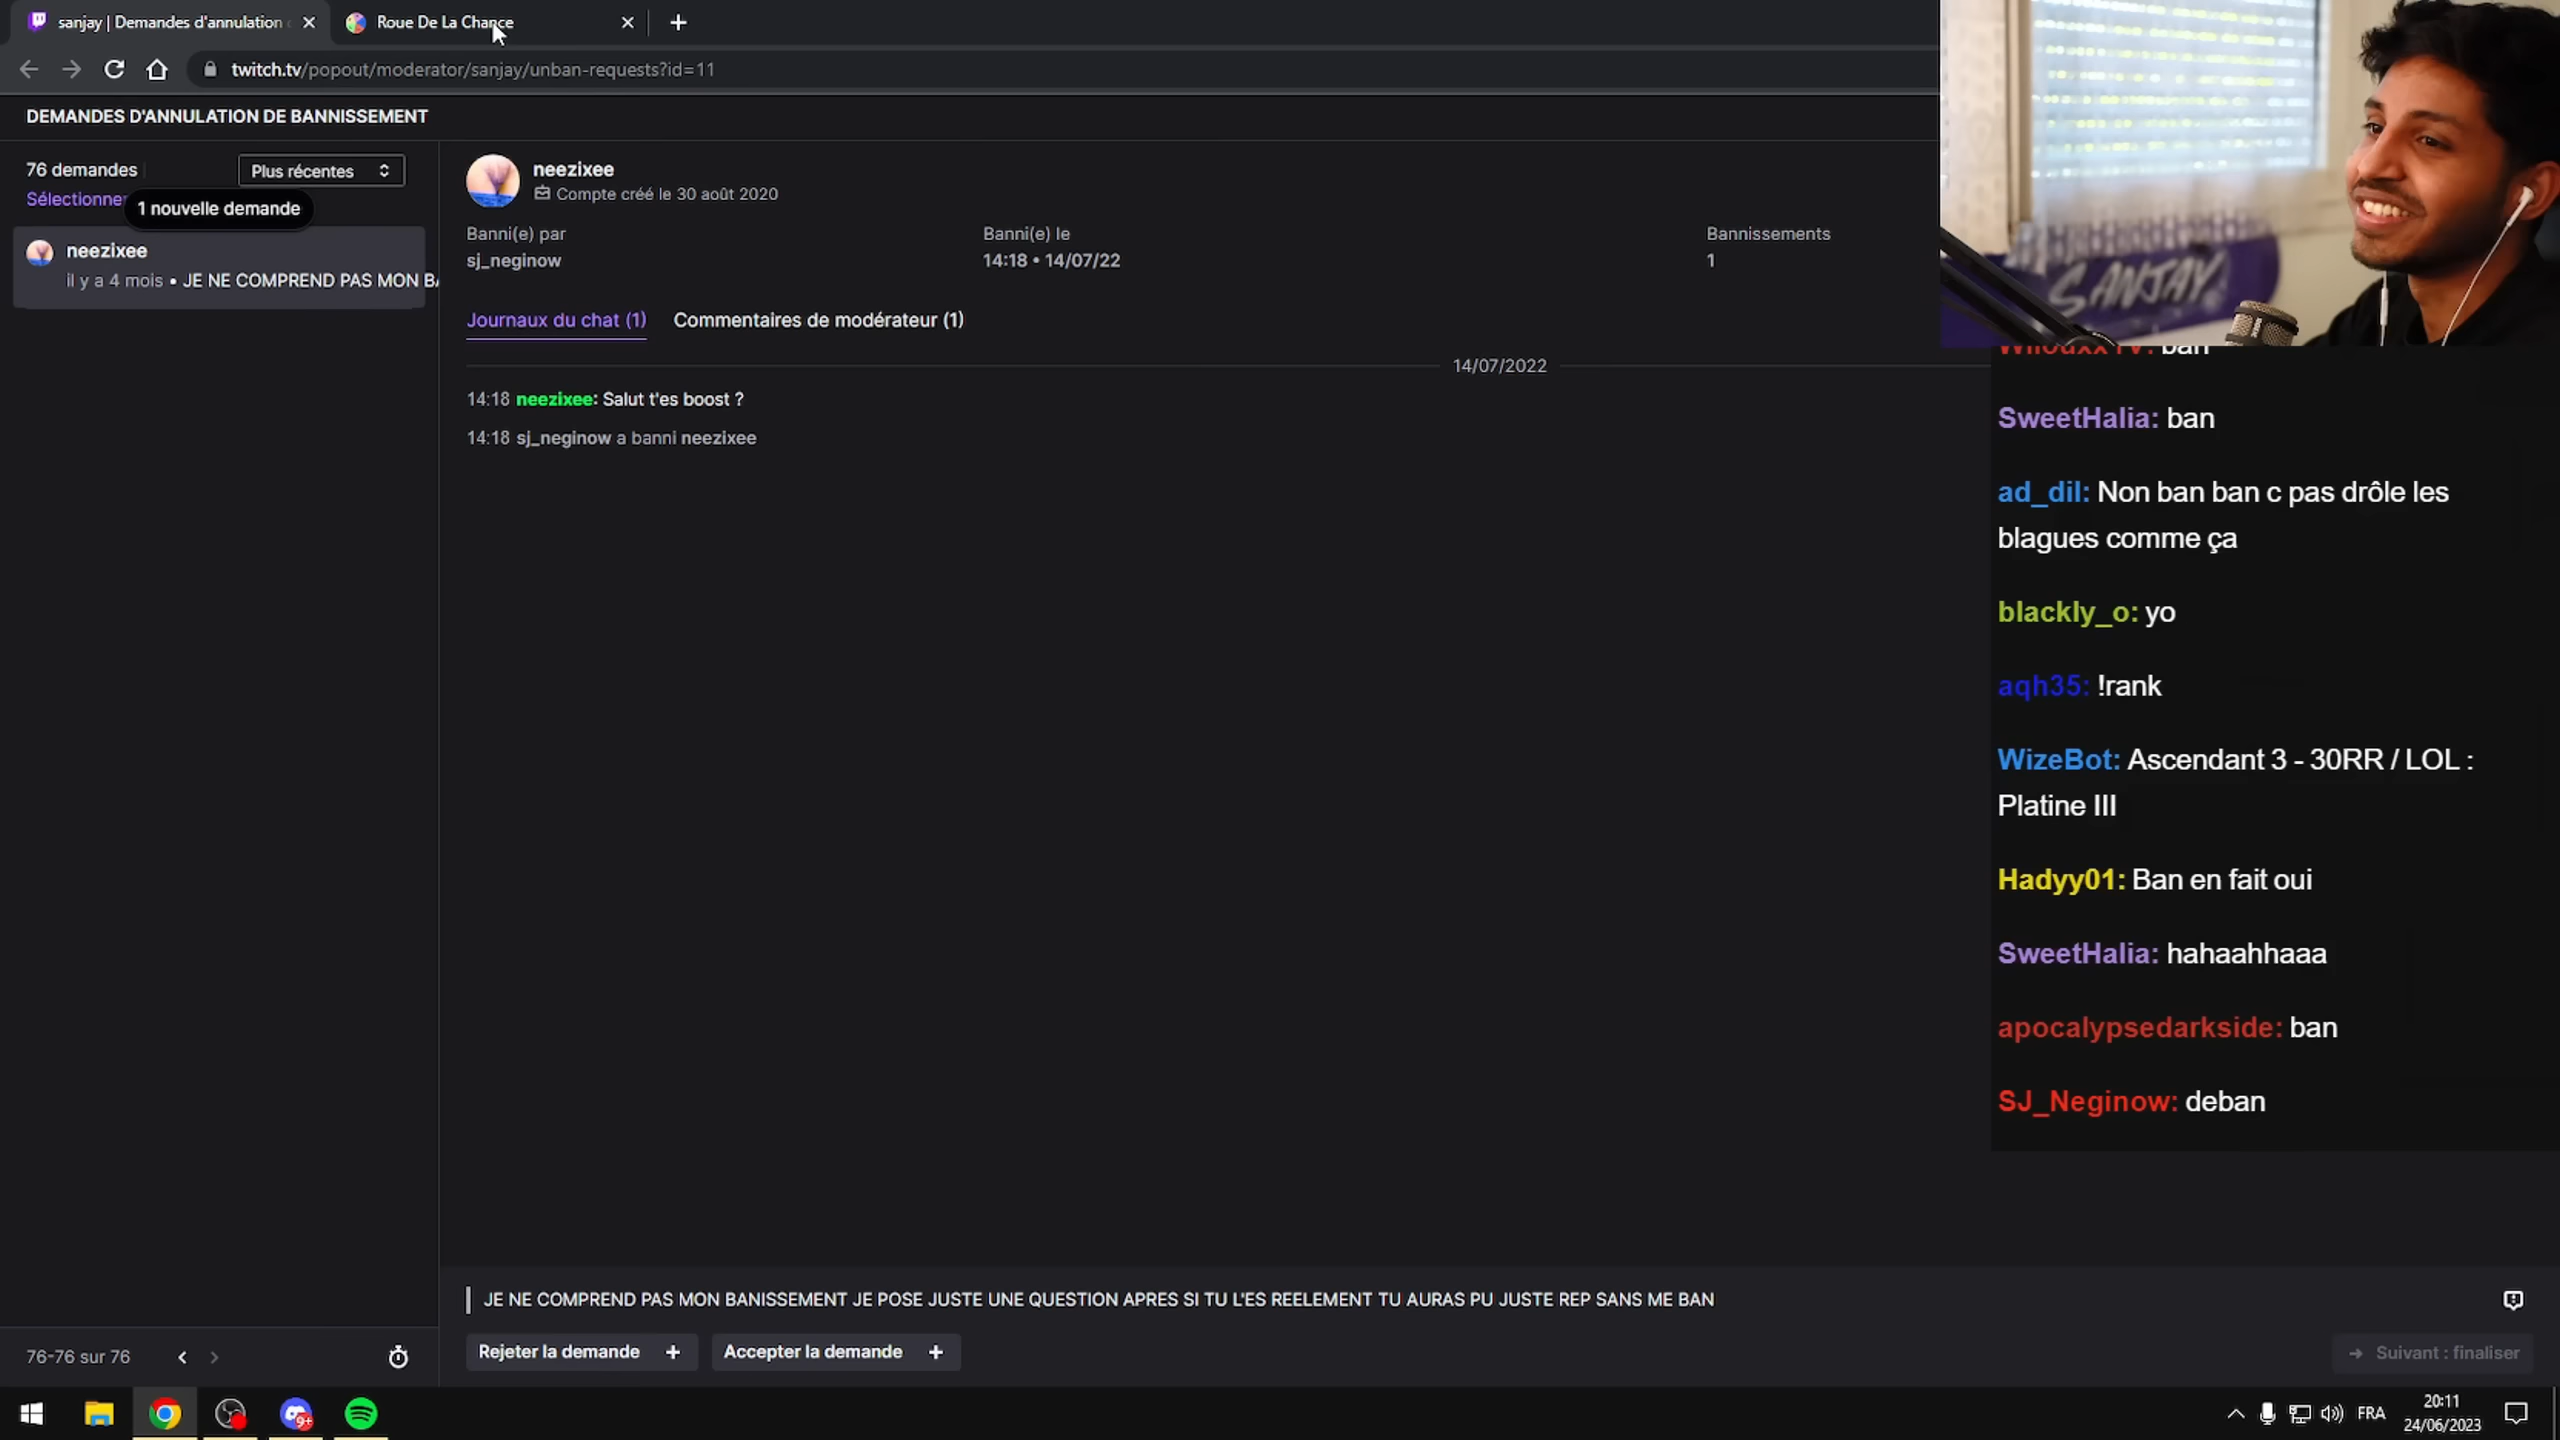 sanjay | Demandes d'annulation
Roue De La Chance
twitch.tv/popout/moderator/sanjay/unban-requests?id=11
DEMANDES D'ANNULATION DE BANNISSEMENT
76 demandes
Plus récentes
Sélectionner
1 nouvelle demande
neezixee
il y a 4 mois • JE NE COMPREND PAS MON
neezixee
Compte créé le 30 août 2020
Banni(e) par
sj_neginow
Banni(e) le
14:18 • 14/07/22
Bannissements
1
Journaux du chat (1)
Commentaires de modérateur (1)
14/07/2022
14:18 neezixee: Salut t'es boost ?
14:18 sj_neginow a banni neezixee
JE NE COMPREND PAS MON BANISSEMENT JE POSE JUSTE UNE QUESTION APRES SI TU L'ES REELEMENT TU AURAS PU JUSTE REP SANS ME BAN
Rejeter la demande
Accepter la demande
Suivant : finaliser
76-76 sur 76
SANJAY
ban
SweetHalia: ban
ad_dil: Non ban ban c pas drôle les
blagues comme ça
blackly_o: yo
aqh35: !rank
WizeBot: Ascendant 3 - 30RR / LOL :
Platine III
Hadyy01: Ban en fait oui
SweetHalia: hahaahhaaa
apocalypsedarkside: ban
SJ_Neginow: deban
9+
FRA
20:11
24/06/2023